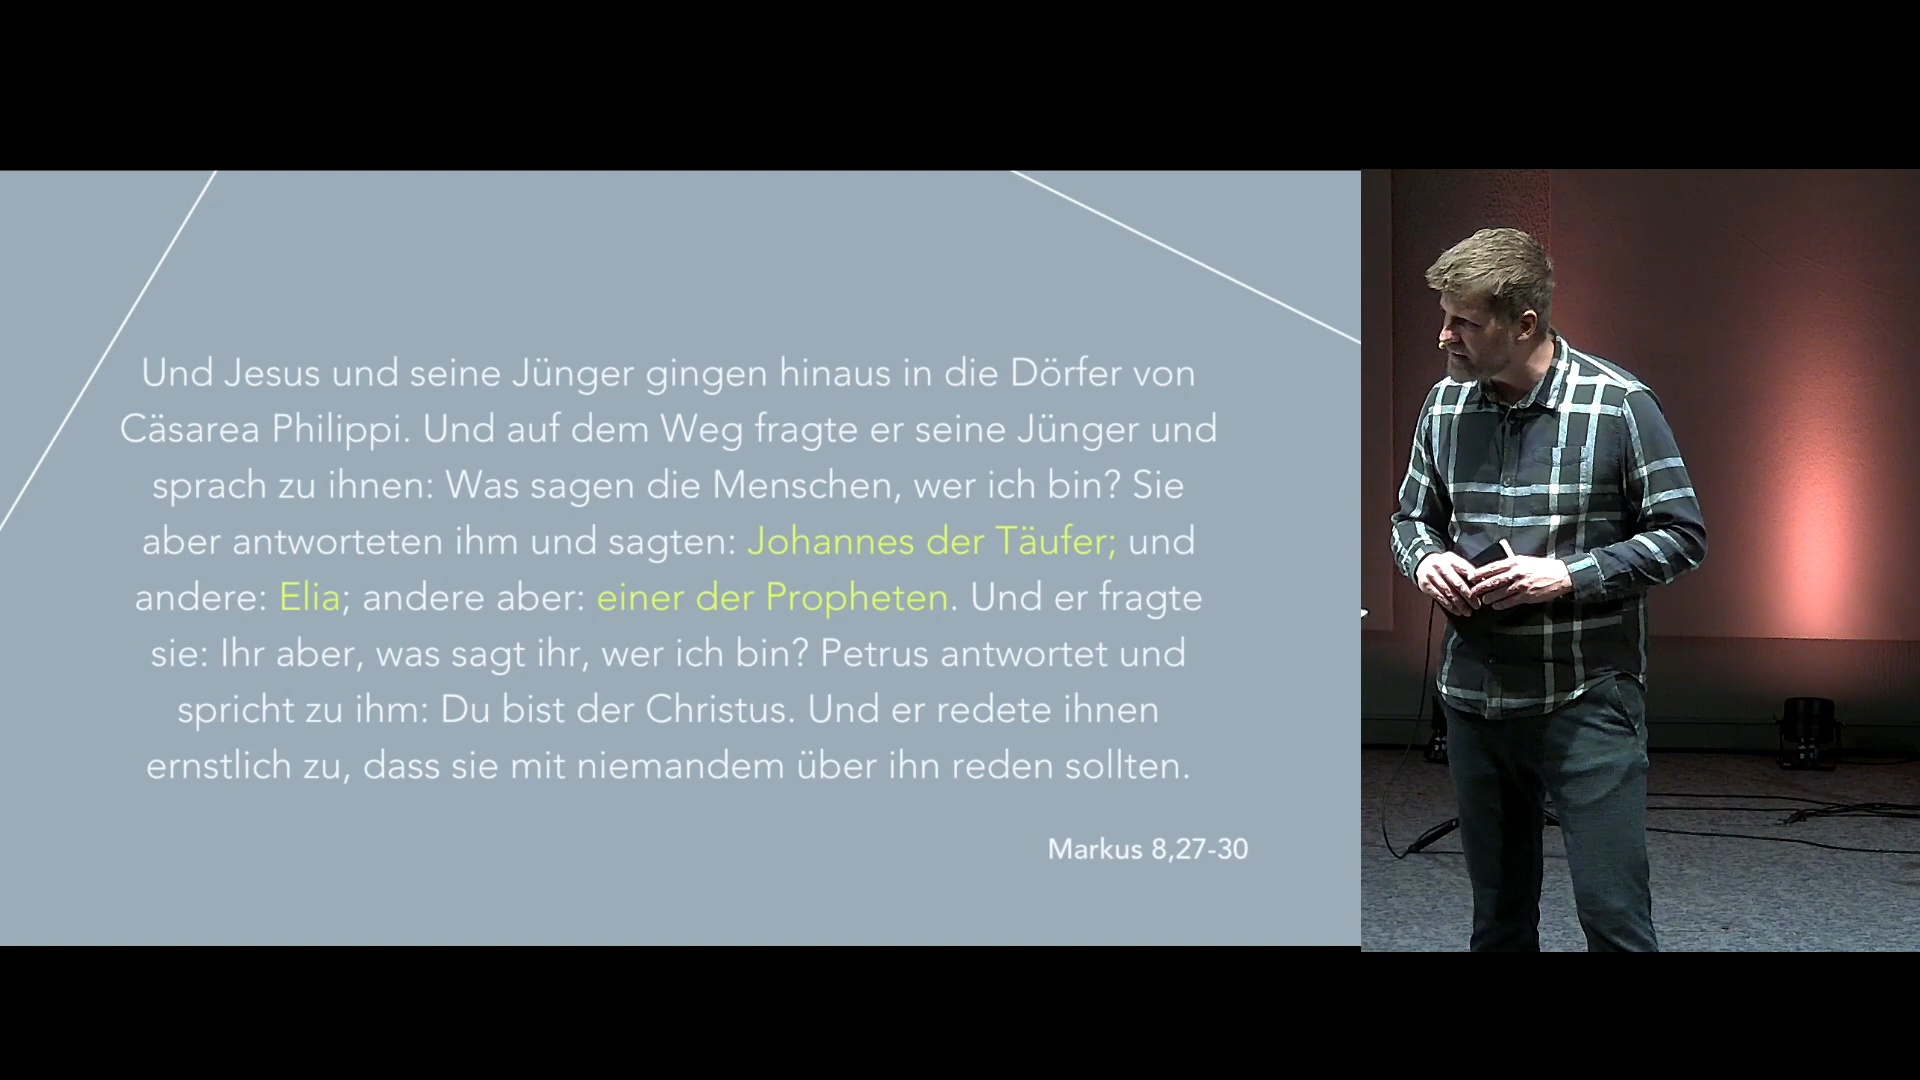 Und Jesus und seine Jünger gingen hinaus in die Dörfer von
Cäsarea Philippi. Und auf dem Weg fragte er seine Jünger und
sprach zu ihnen: Was sagen die Menschen, wer ich bin? Sie
aber antworteten ihm und sagten: Johannes der Täufer; und
andere: Elia; andere aber: einer der Propheten. Und er fragte
sie: Ihr aber, was sagt ihr, wer ich bin? Petrus antwortet und
spricht zu ihm: Du bist der Christus. Und er redete ihnen
ernstlich zu, dass sie mit niemandem über ihn reden sollten.
Markus 8,27-30